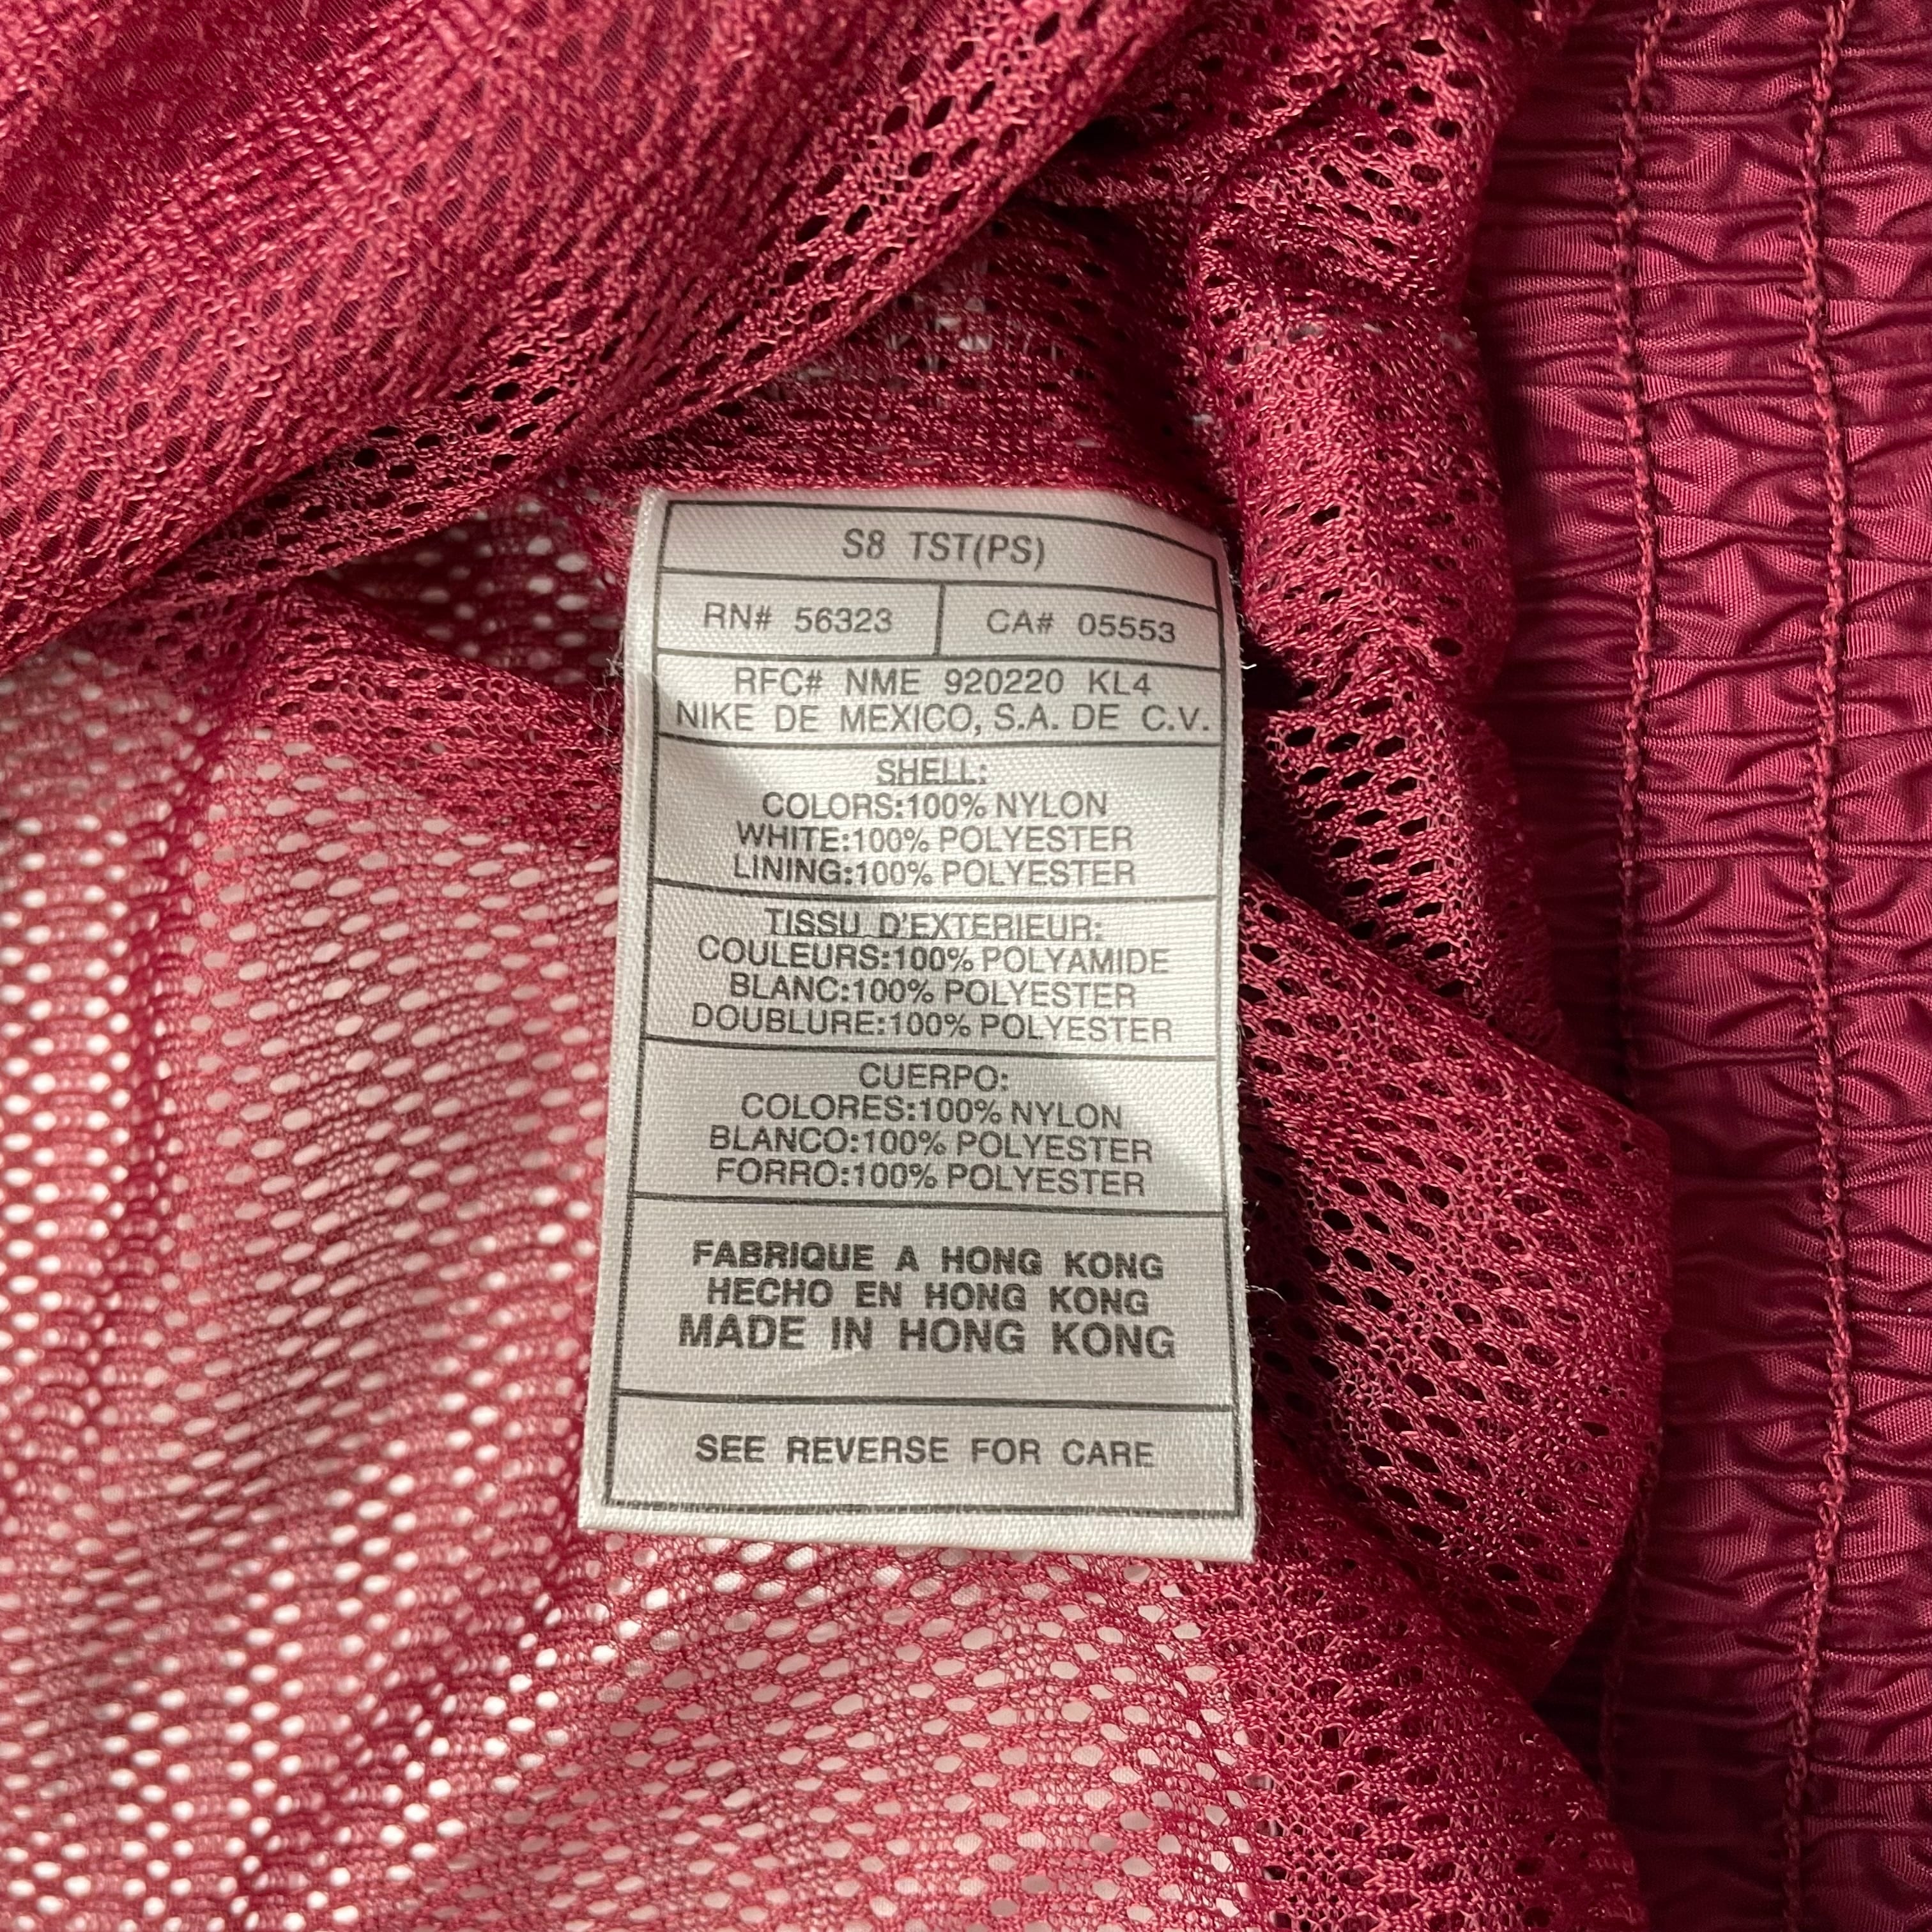 S8 TST(PS)
RN# 56323 CA# 05553
RFC# NME 920220 KL4
NIKE DE MEXICO, S.A. DE C.V.
SHELL:
COLORS:100% NYLON
WHITE:100% POLYESTER
LINING:100% POLYESTER
TISSU D'EXTERIEUR:
COULEURS:100% POLYAMIDE
BLANC:100% POLYESTER
DOUBLURE:100% POLYESTER
CUERPO:
COLORES:100% NYLON
BLANCO:100% POLYESTER
FORRO:100% POLYESTER
FABRIQUE A HONG KONG
HECHO EN HONG KONG
MADE IN HONG KONG
SEE REVERSE FOR CARE